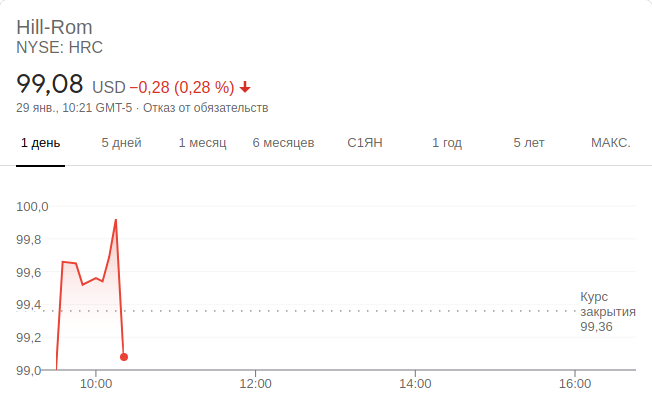 Hill-Rom
NYSE: HRC
99,08 USD −0,28 (0,28 %)
29 янв., 10:21 GMT-5 · Отказ от обязательств
1 день 5 дней 1 месяц 6 месяцев С1ЯН 1 год 5 лет МАКС.
100,0
99,8
99,6
99,4
99,2
99,0
Курс
закрытия
99,36
10:00 12:00 14:00 16:00